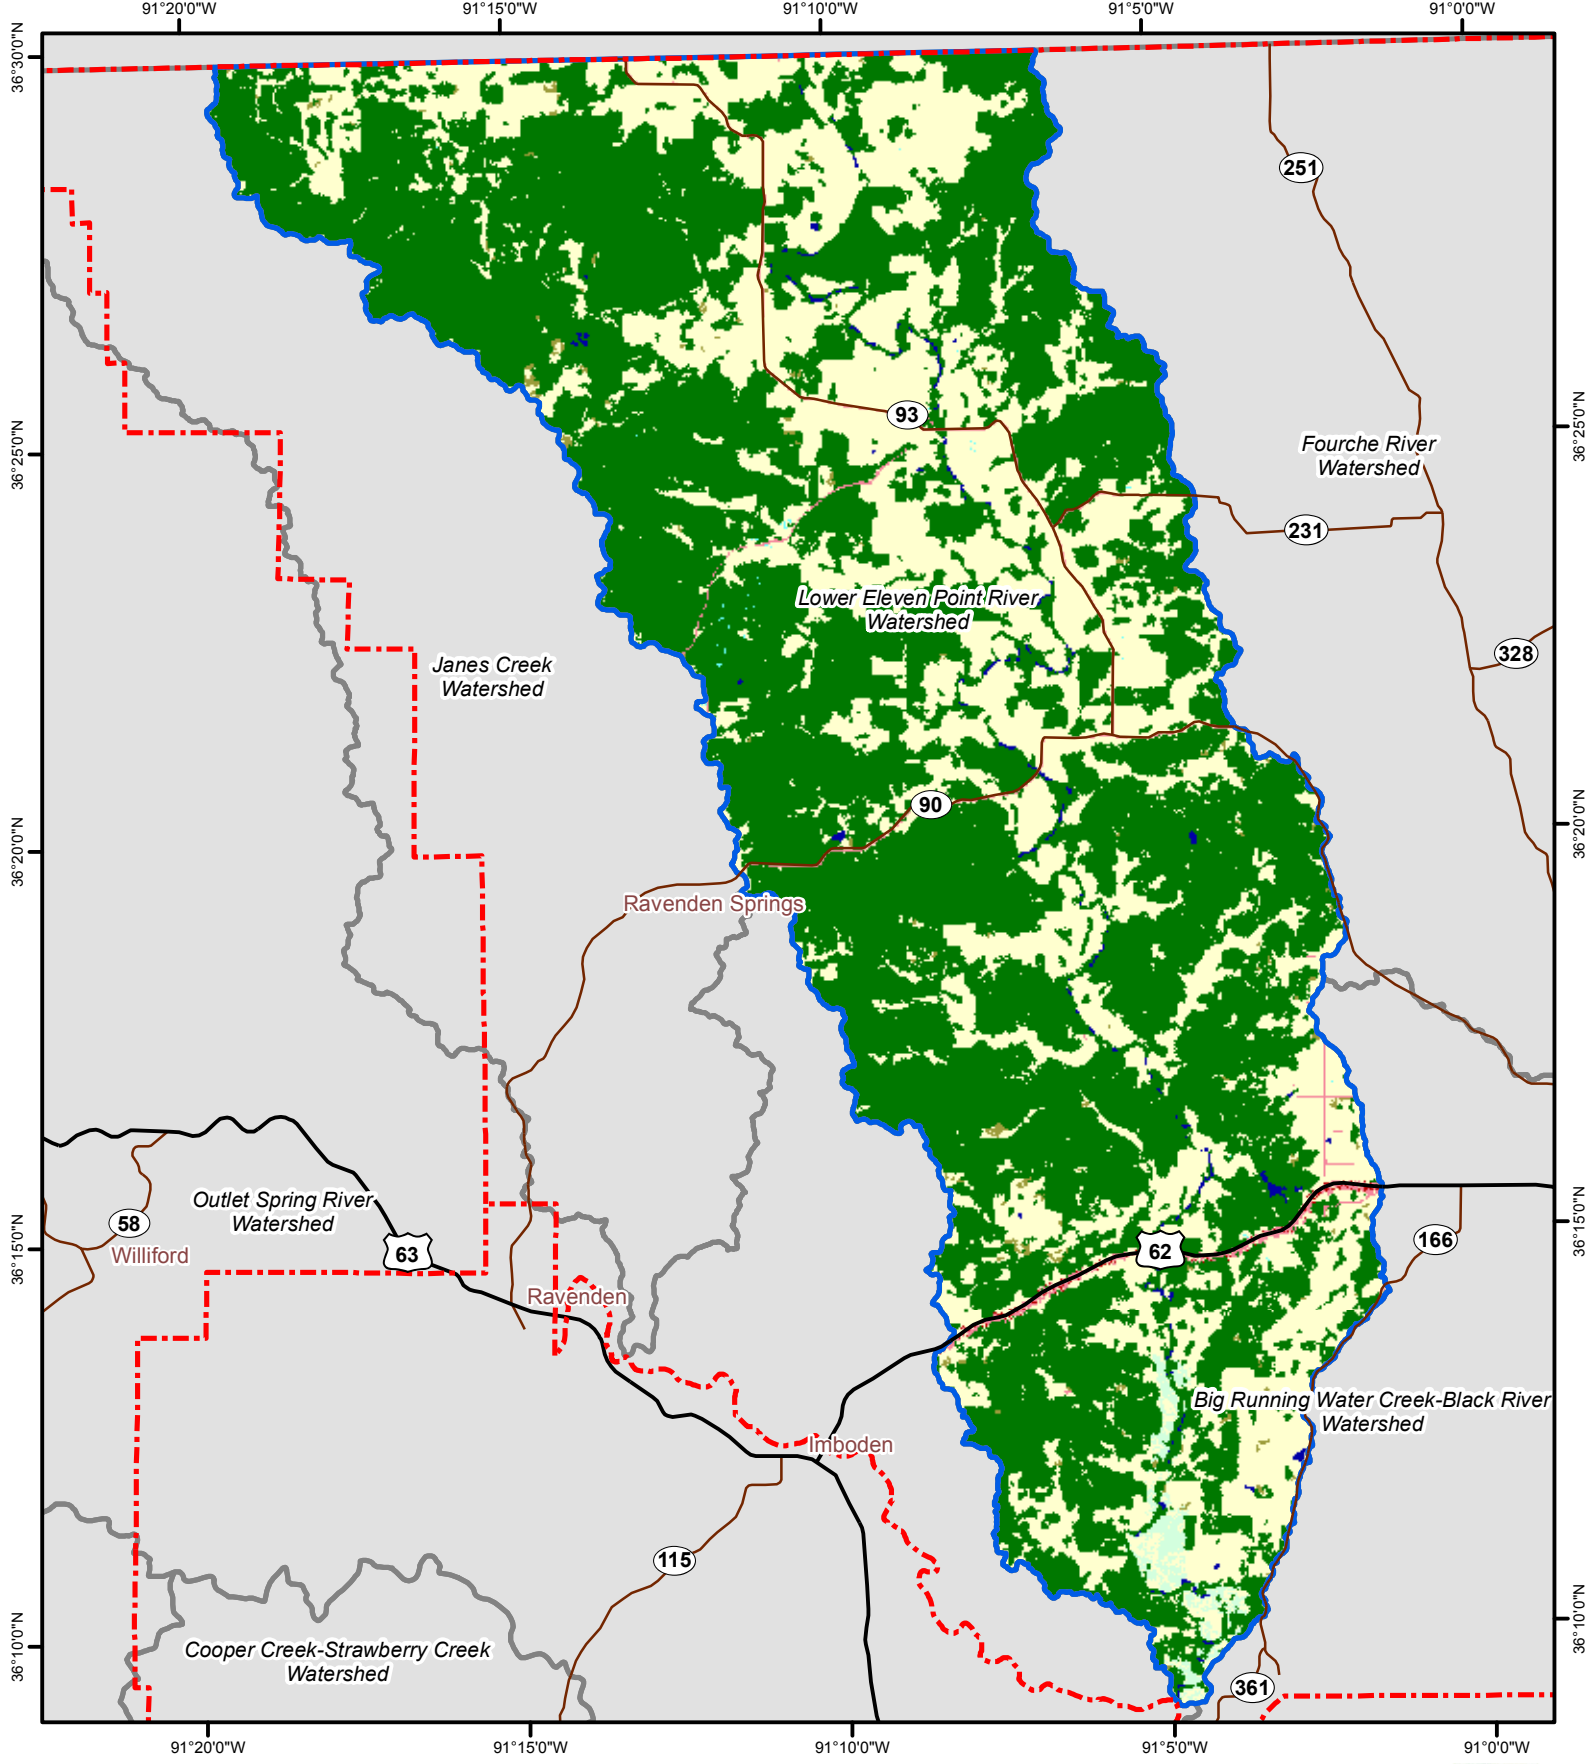 91°20'0"W
91°15'0"W
91°10'0"W
91°5'0"W
91°0'0"W
36°30'0"N
36°30'0"N
251
93
36°25'0"N
36°25'0"N
Fourche River
Watershed
231
Lower Eleven Point River
Watershed
328
Janes Creek
Watershed
90
36°20'0"N
36°20'0"N
Ravenden Springs
Outlet Spring River
Watershed
58
Williford
63
62
166
36°15'0"N
36°15'0"N
Ravenden
Big Running Water Creek-Black River
Watershed
Imboden
115
Cooper Creek-Strawberry Creek
Watershed
36°10'0"N
36°10'0"N
361
91°20'0"W
91°15'0"W
91°10'0"W
91°5'0"W
91°0'0"W